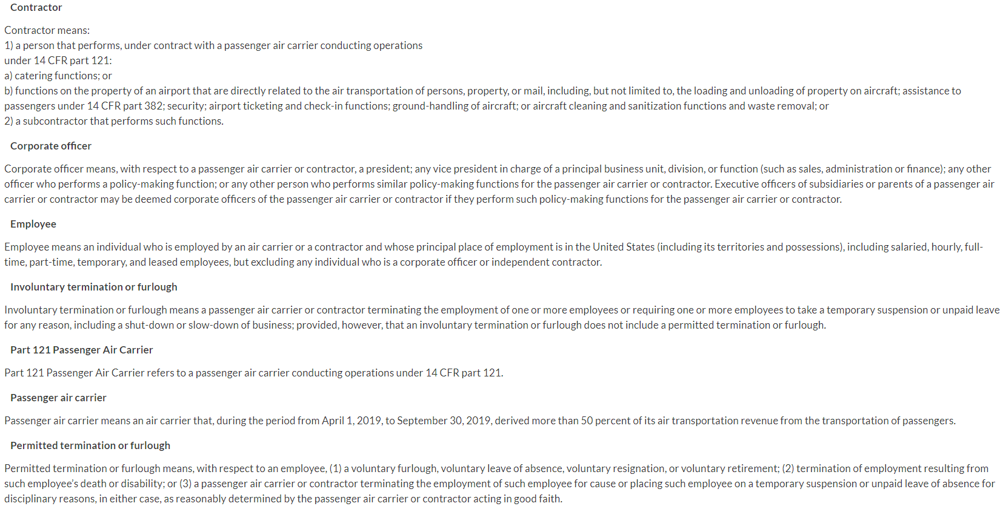 Contractor
Contractor means:
1) a person that performs, under contract with a passenger air carrier conducting operations
under 14 CFR part 121:
a) catering functions; or
b) functions on the property of an airport that are directly related to the air transportation of persons, property, or mail, including, but not limited to, the loading and unloading of property on aircraft; assistance to
passengers under 14 CFR part 382; security; airport ticketing and check-in functions; ground-handling of aircraft; or aircraft cleaning and sanitization functions and waste removal; or
2) a subcontractor that performs such functions.
Corporate officer
Corporate officer means, with respect to a passenger air carrier or contractor, a president; any vice president in charge of a principal business unit, division, or function (such as sales, administration or finance); any other
officer who performs a policy-making function; or any other person who performs similar policy-making functions for the passenger air carrier or contractor. Executive officers of subsidiaries or parents of a passenger air
carrier or contractor may be deemed corporate officers of the passenger air carrier or contractor if they perform such policy-making functions for the passenger air carrier or contractor.
Employee
Employee means an individual who is employed by an air carrier or a contractor and whose principal place of employment is in the United States (including its territories and possessions), including salaried, hourly, full-
time, part-time, temporary, and leased employees, but excluding any individual who is a corporate officer or independent contractor.
Involuntary termination or furlough
Involuntary termination or furlough means a passenger air carrier or contractor terminating the employment of one or more employees or requiring one or more employees to take a temporary suspension or unpaid leave
for any reason, including a shut-down or slow-down of business; provided, however, that an involuntary termination or furlough does not include a permitted termination or furlough.
Part 121 Passenger Air Carrier
Part 121 Passenger Air Carrier refers to a passenger air carrier conducting operations under 14 CFR part 121.
Passenger air carrier
Passenger air carrier means an air carrier that, during the period from April 1, 2019, to September 30, 2019, derived more than 50 percent of its air transportation revenue from the transportation of passengers.
Permitted termination or furlough
Permitted termination or furlough means, with respect to an employee, (1) a voluntary furlough, voluntary leave of absence, voluntary resignation, or voluntary retirement; (2) termination of employment resulting from
such employee’s death or disability; or (3) a passenger air carrier or contractor terminating the employment of such employee for cause or placing such employee on a temporary suspension or unpaid leave of absence for
disciplinary reasons, in either case, as reasonably determined by the passenger air carrier or contractor acting in good faith.